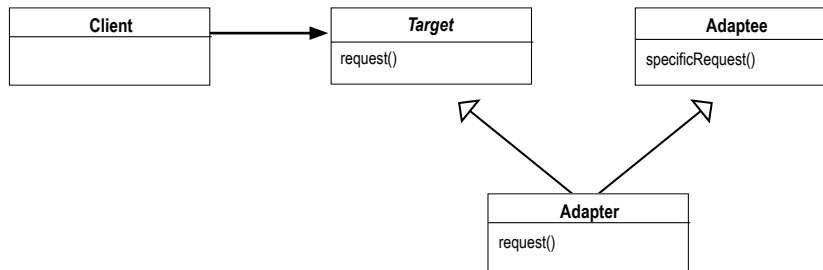 Client
Target
request()
Adaptee
specificRequest()
Adapter
request()